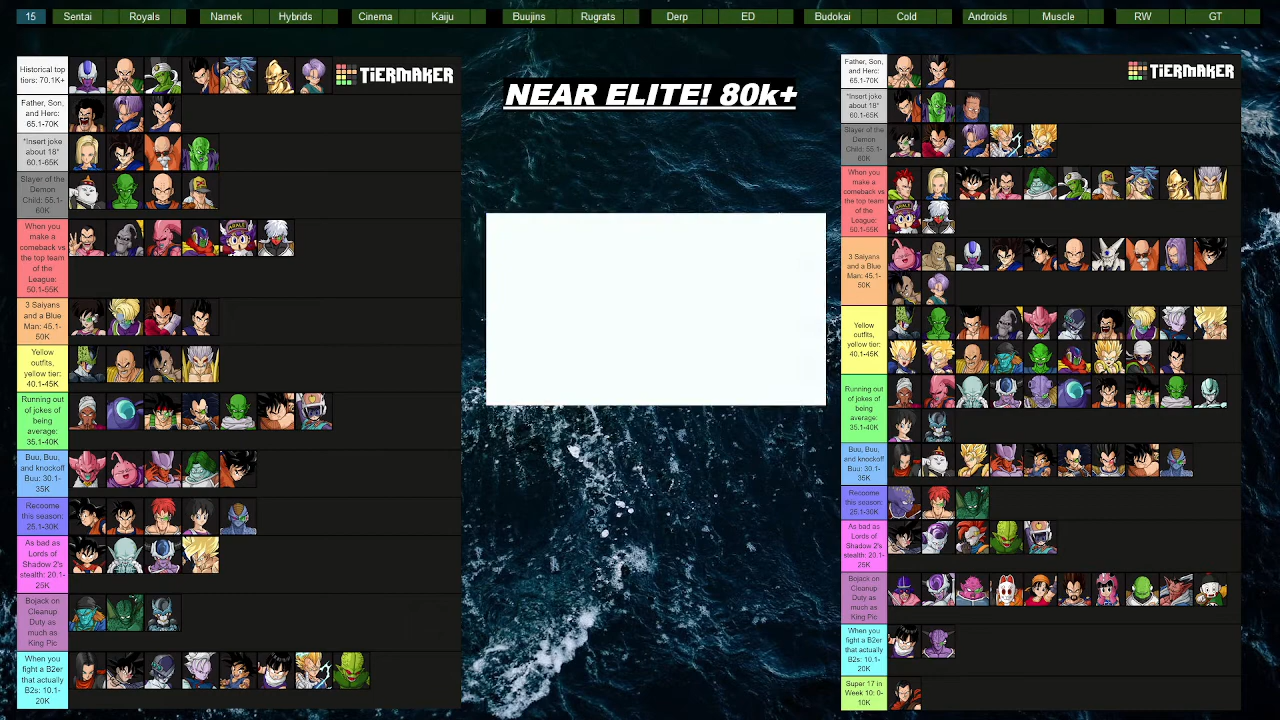 15 Sentai Royals Namek Hybrids Cinema Kaiju Buujins Rugrats Derp ED Budokai Cold Androids Muscle RW GT
Historical top
tiers: 70.1K+
TIERMAKER
Father, Son,
and Herc:
65.1-70K
*Insert joke
about 18*
60.1-65K
Slayer of the
Demon
Child: 55.1-
60K
When you
make a
comeback vs
the top team
of the
League:
50.1-55K
ARALE
3 Saiyans
and a Blue
Man: 45.1-
50K
Yellow
outfits,
yellow tier:
40.1-45K
Running out
of jokes of
being
average:
35.1-40K
Buu, Buu,
and knockoff
Buu: 30.1-
35K
Recoome
this season:
25.1-30K
As bad as
Lords of
Shadow 2's
stealth: 20.1-
25K
Bojack on
Cleanup
Duty as
much as
King Pic
When you
fight a B2er
that actually
B2s: 10.1-
20K
NEAR ELITE! 80k+
Father, Son,
and Herc:
65.1-70K
TIERMAKER
*Insert joke
about 18*
60.1-65K
Slayer of the
Demon
Child: 55.1-
60K
When you
make a
comeback vs
the top team
of the
League:
50.1-55K
ARALE
3 Saiyans
and a Blue
Man: 45.1-
50K
Yellow
outfits,
yellow tier:
40.1-45K
Running out
of jokes of
being
average:
35.1-40K
Buu, Buu,
and knockoff
Buu: 30.1-
35K
Recoome
this season:
25.1-30K
As bad as
Lords of
Shadow 2's
stealth: 20.1-
25K
Bojack on
Cleanup
Duty as
much as
King Pic
When you
fight a B2er
that actually
B2s: 10.1-
20K
Super 17 in
Week 10: 0-
10K